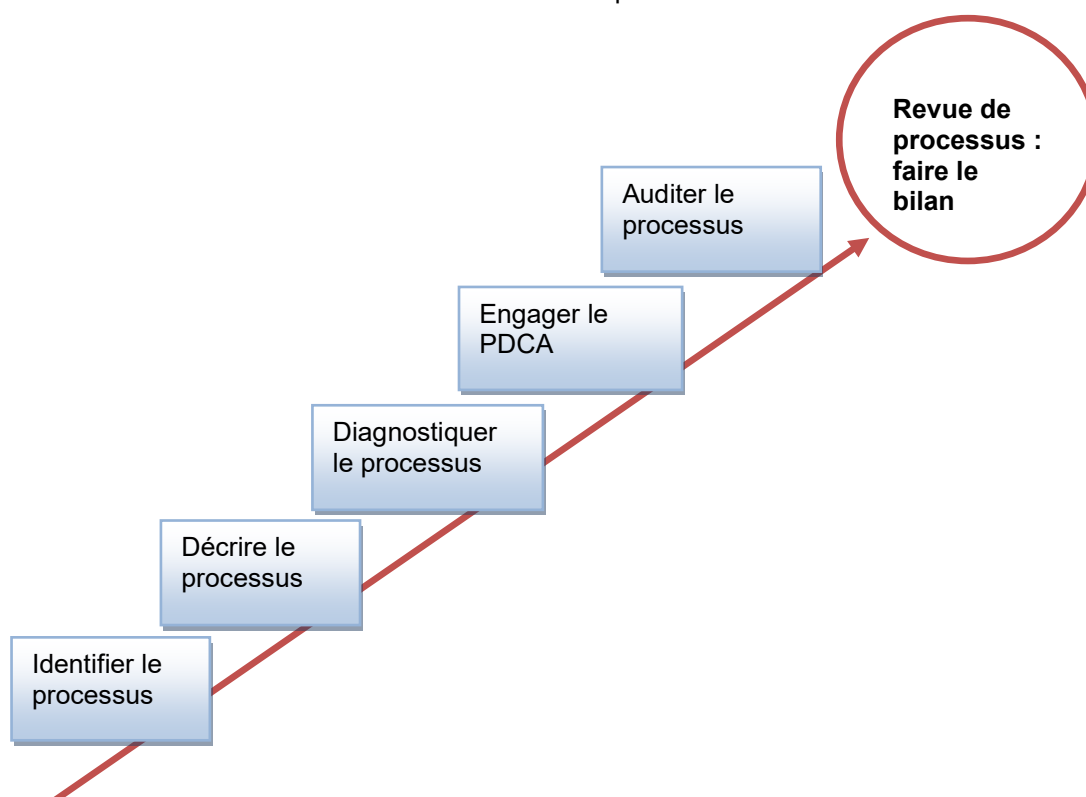 Revue de
processus :
faire le
bilan
Auditer le
processus
Engager le
PDCA
Diagnostiquer
le processus
Décrire le
processus
Identifier le
processus